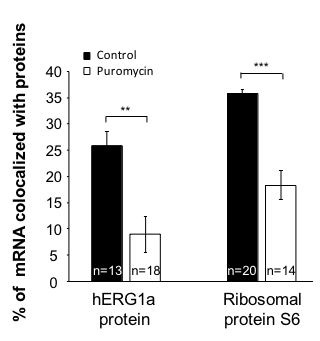 % of mRNA colocalized with proteins
Control
Puromycin
40
35
30
25
20
15
10
5
0
**
***
n=13
n=18
n=20
n=14
hERG1a
protein
Ribosomal
protein S6